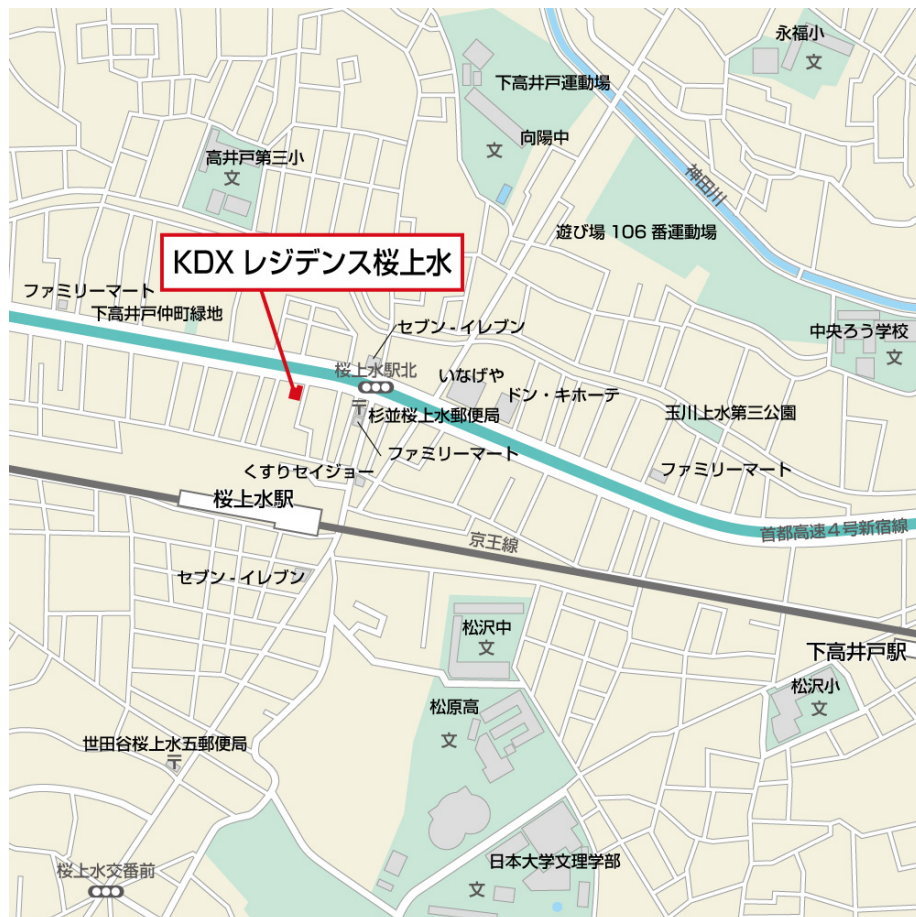 永福小
文
下高井戸運動場
向陽中
文
高井戸第三小
文
神田川
遊び場 106 番運動場
KDX レジデンス桜上水
ファミリーマート
下高井戸仲町緑地
セブン - イレブン
中央ろう学校
文
桜上水駅北
いなげや
ドン・キホーテ
〒
杉並桜上水郵便局
玉川上水第三公園
ファミリーマート
ファミリーマート
くすりセイジョー
桜上水駅
首都高速4号新宿線
京王線
セブン - イレブン
松沢中
文
下高井戸駅
松沢小
文
松原高
文
世田谷桜上水五郵便局
〒
日本大学文理学部
文
桜上水交番前